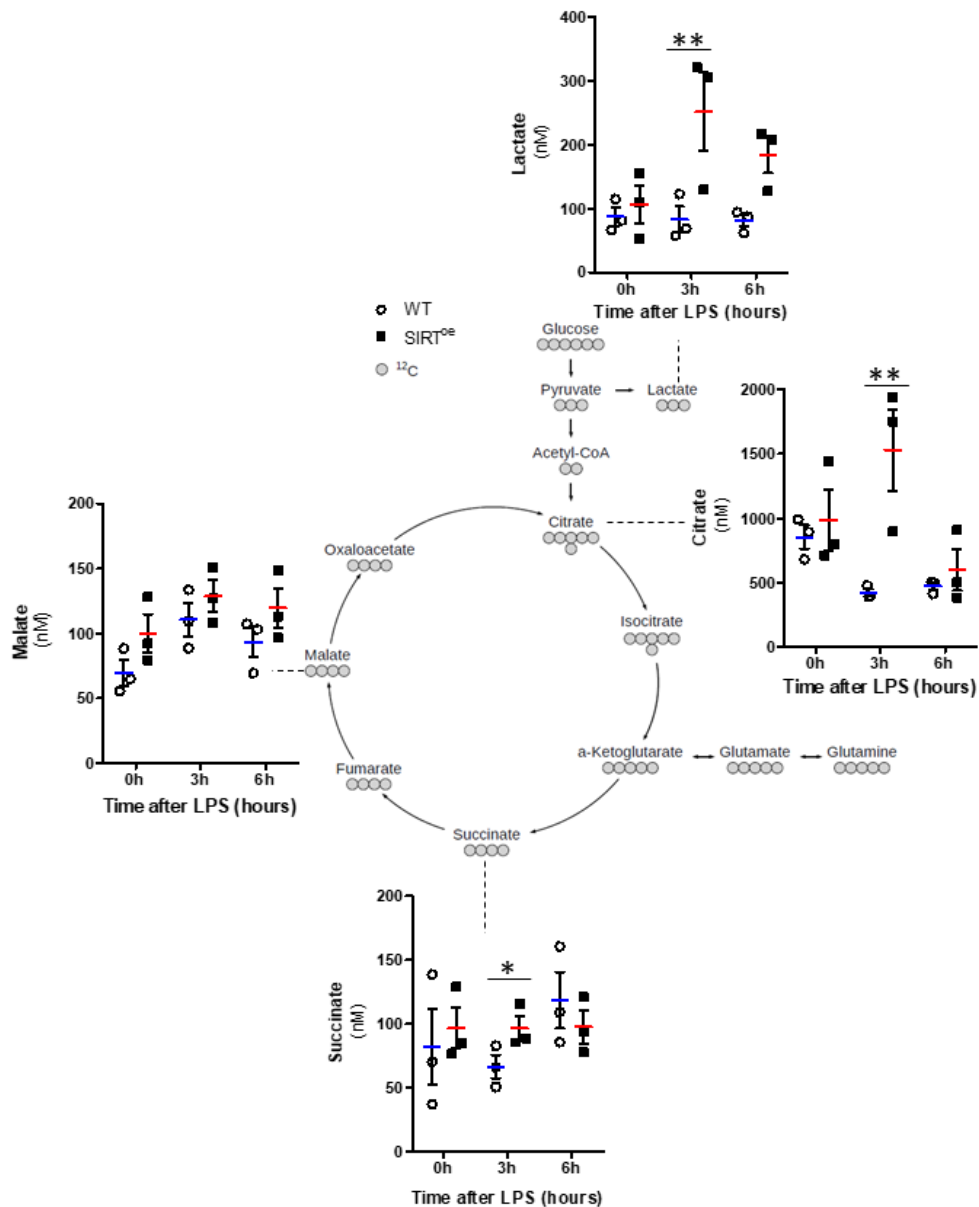 400
300
200
100
0
Lactate
(nM)
**
0h 3h 6h
Time after LPS (hours)
WT
SIRT^oe
12C
Glucose
Pyruvate
Lactate
Acetyl-CoA
Citrate
Isocitrate
a-Ketoglutarate
Glutamate
Glutamine
Succinate
Fumarate
Malate
Oxaloacetate
2000
1500
1000
500
0
Citrate
(nM)
**
0h 3h 6h
Time after LPS (hours)
200
150
100
50
0
Malate
(nM)
0h 3h 6h
Time after LPS (hours)
200
150
100
50
0
Succinate
(nM)
*
0h 3h 6h
Time after LPS (hours)